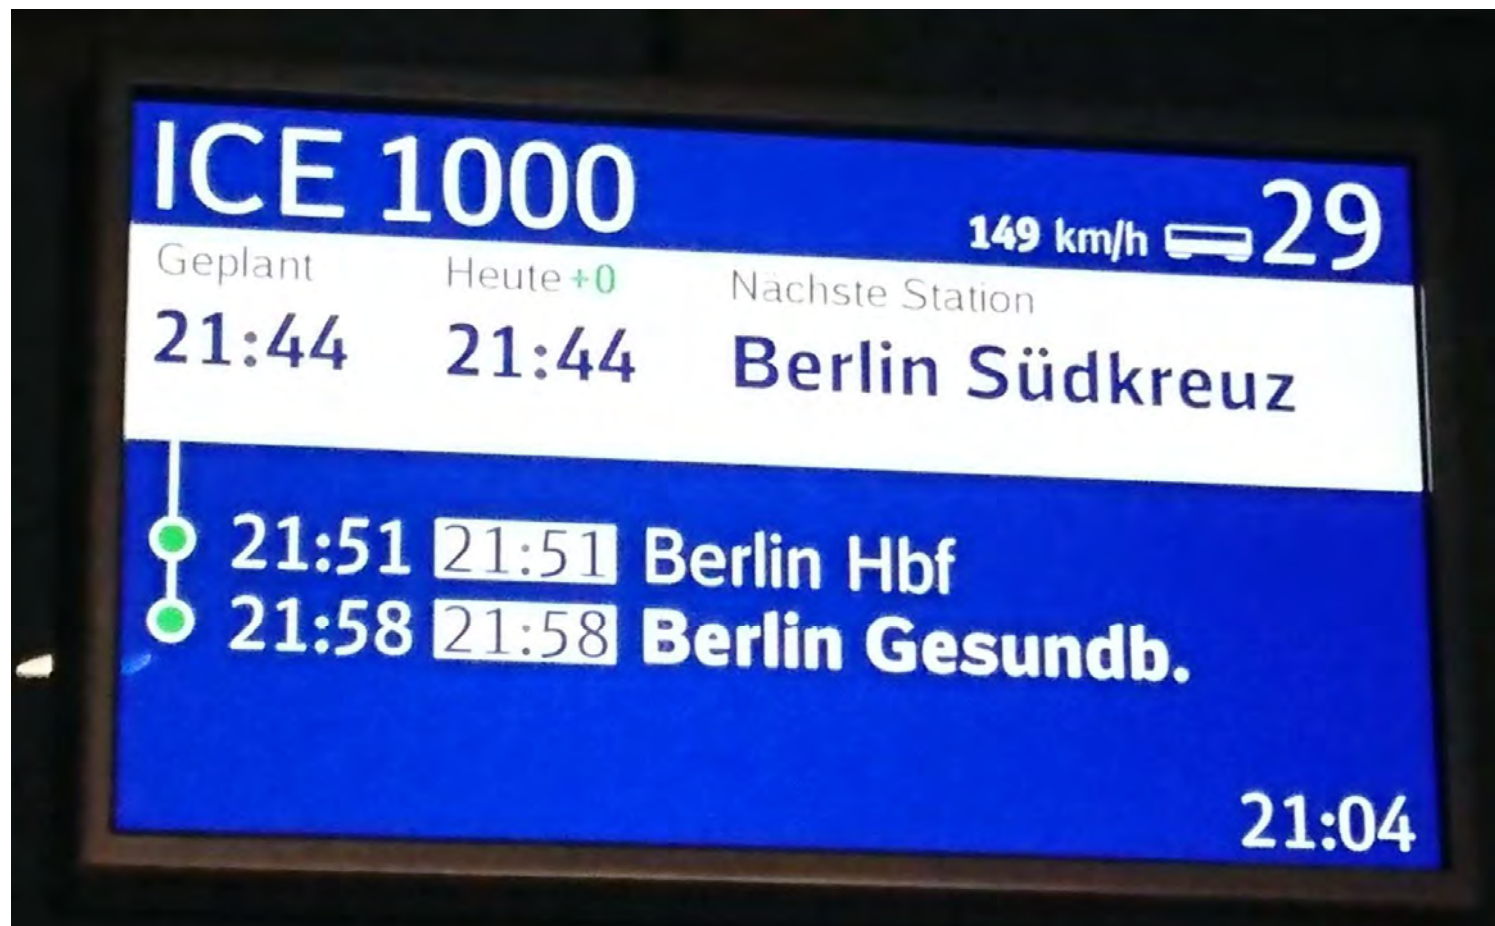 ICE 1000
149 km/h 29
Geplant Heute +0 Nächste Station
21:44 21:44 Berlin Südkreuz
21:51 21:51 Berlin Hbf
21:58 21:58 Berlin Gesundb.
21:04